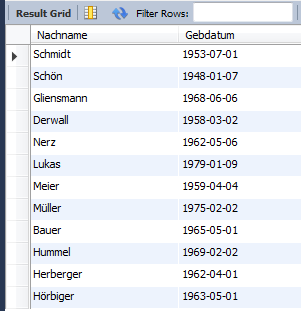 Result Grid Filter Rows:
Nachname Gebdatum
Schmidt 1953-07-01
Schön 1948-01-07
Gliensmann 1968-06-06
Derwall 1958-03-02
Nerz 1962-05-06
Lukas 1979-01-09
Meier 1959-04-04
Müller 1975-02-02
Bauer 1965-05-01
Hummel 1969-02-02
Herberger 1962-04-01
Hörbiger 1963-05-01